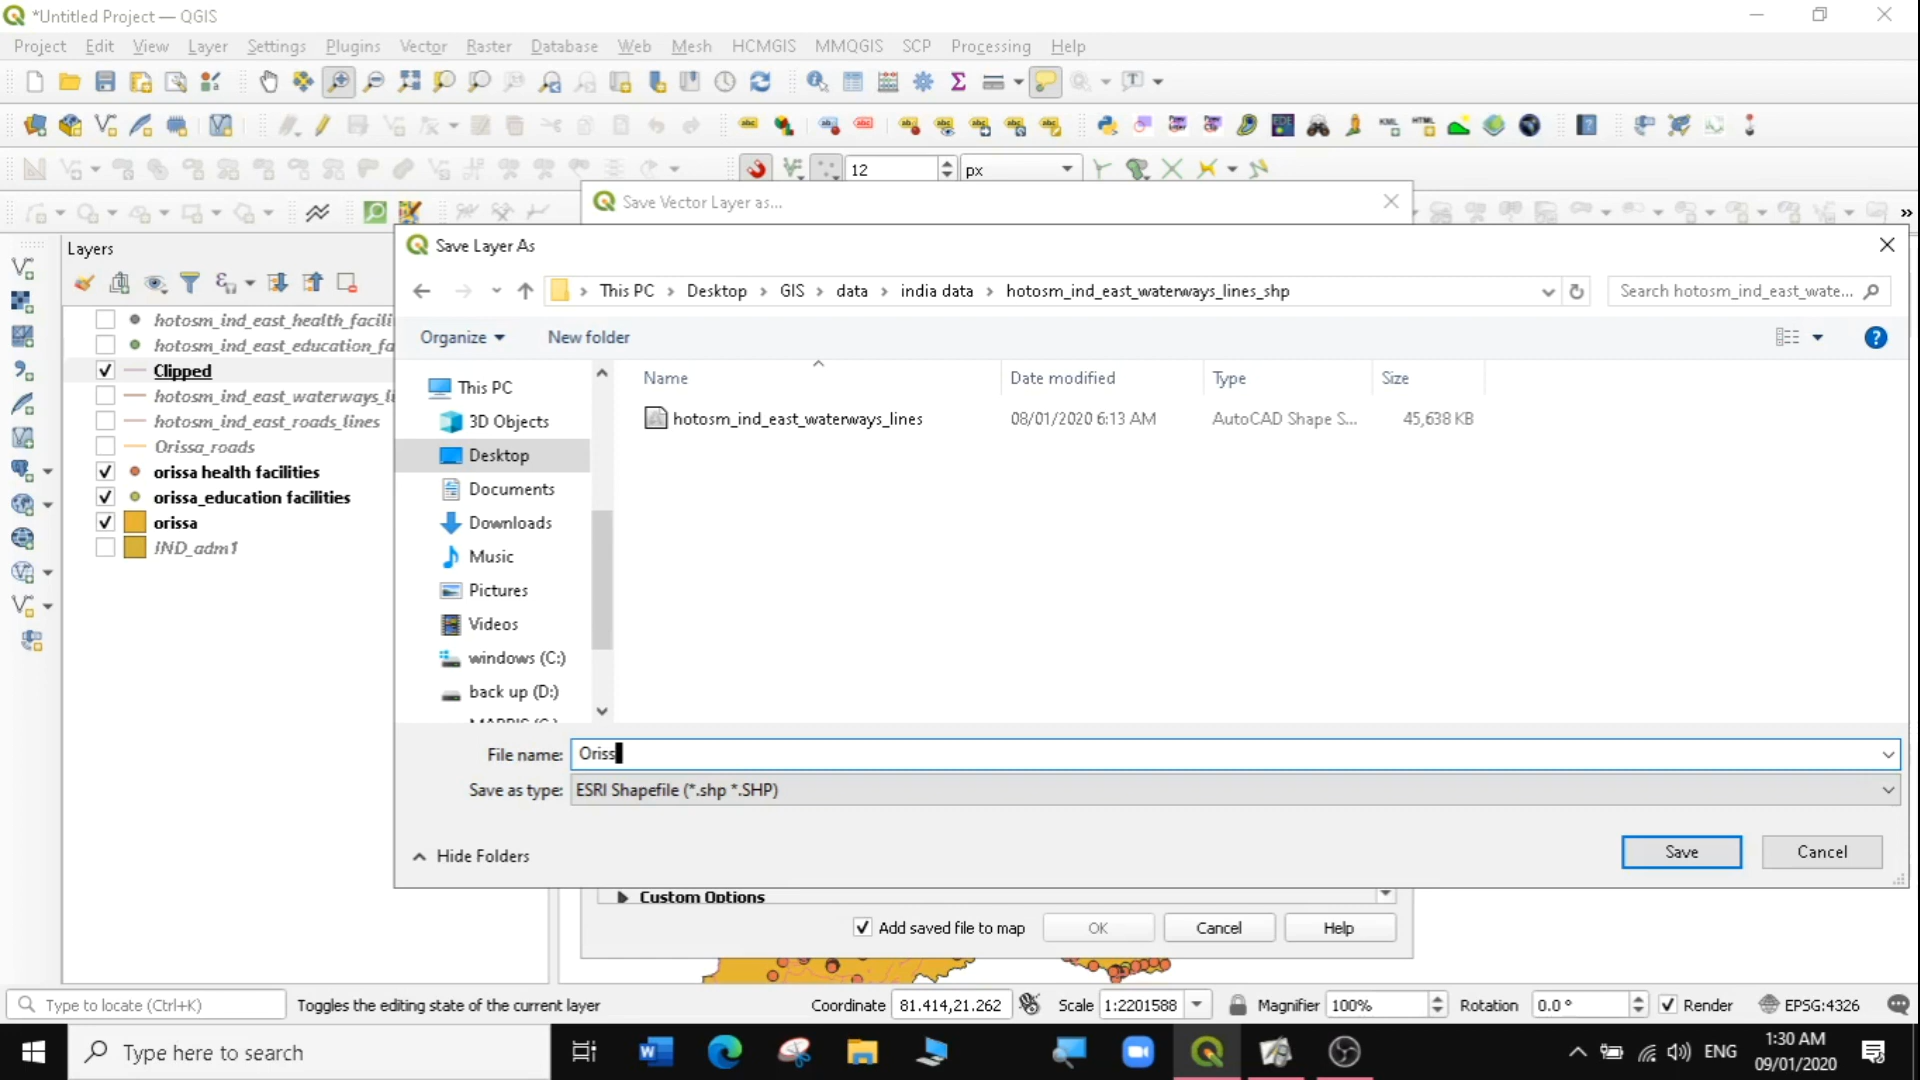 *Untitled Project — QGIS
Project Edit View Layer Settings Plugins Vector Raster Database Web Mesh HCMGIS MMQGIS SCP Processing Help
12 px
Save Vector Layer as...
Layers
Save Layer As
This PC > Desktop > GIS > data > india data > hotosm_ind_east_waterways_lines_shp
Search hotosm_ind_east_wate...
Organize New folder
hotosm_ind_east_health_facili
hotosm_ind_east_education_fa
Clipped
hotosm_ind_east_waterways_li
hotosm_ind_east_roads_lines
Orissa_roads
orissa health facilities
orissa_education facilities
orissa
IND_adm1
This PC
3D Objects
Desktop
Documents
Downloads
Music
Pictures
Videos
windows (C:)
back up (D:)
Name Date modified Type Size
hotosm_ind_east_waterways_lines 08/01/2020 6:13 AM AutoCAD Shape S... 45,638 KB
File name: Oriss
Save as type: ESRI Shapefile (*.shp *.SHP)
Hide Folders Save Cancel
Custom Options
Add saved file to map OK Cancel Help
Type to locate (Ctrl+K) Toggles the editing state of the current layer Coordinate 81.414,21.262 Scale 1:2201588 Magnifier 100% Rotation 0.0 ° Render EPSG:4326
Type here to search
ENG
1:30 AM
09/01/2020